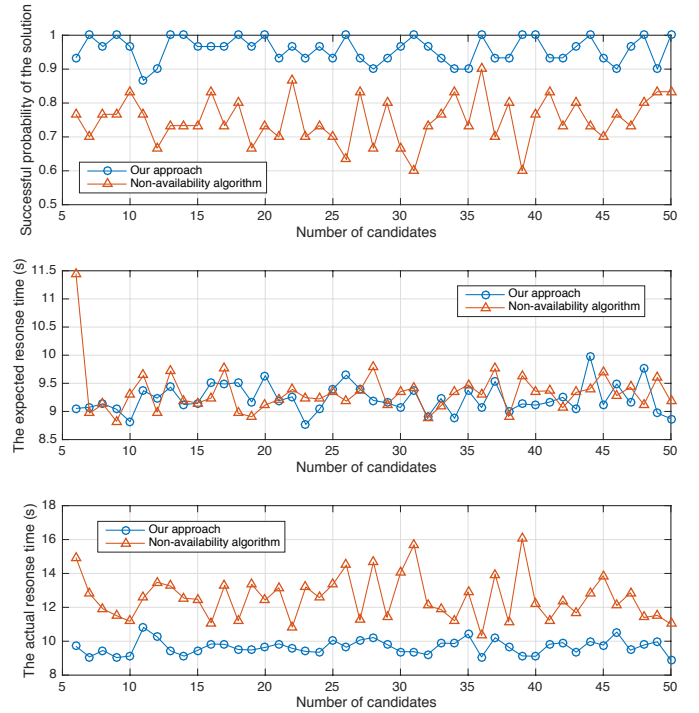 Successful probability of the solution
1
0.9
0.8
0.7
0.6
0.5
Our approach
Non-availability algorithm
5 10 15 20 25 30 35 40 45 50
Number of candidates
The expected resonse time (s)
11.5
11
10.5
10
9.5
9
8.5
Our approach
Non-availability algorithm
5 10 15 20 25 30 35 40 45 50
Number of candidates
The actual resonse time (s)
18
16
14
12
10
8
Our approach
Non-availability algorithm
5 10 15 20 25 30 35 40 45 50
Number of candidates